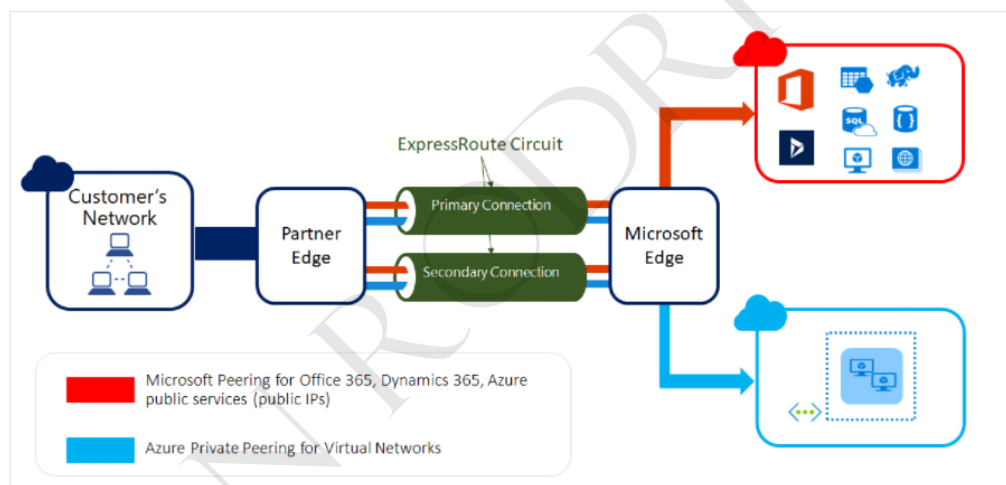 ExpressRoute Circuit
Customer's
Network
Partner
Edge
Primary Connection
Secondary Connection
Microsoft
Edge
SQL
Microsoft Peering for Office 365, Dynamics 365, Azure
public services (public IPs)
Azure Private Peering for Virtual Networks